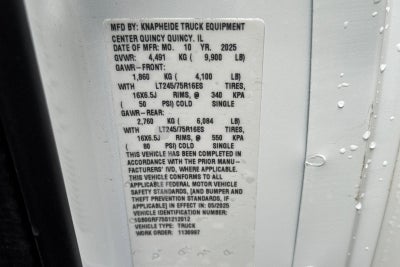 MFD BY: KNAPHEIDE TRUCK EQUIPMENT
CENTER QUINCY QUINCY, IL
DATE OF MFR: MO. 10 YR. 2025
GVWR: 4,491 KG ( 9,900 LB)
GAWR-FRONT:
1,860 KG ( 4,100 LB)
WITH LT245/75R16ES TIRES,
16X6.5J RIMS, @ 340 KPA
( 50 PSI) COLD SINGLE
GAWR-REAR:
2,760 KG ( 6,084 LB)
WITH LT245/75R16ES TIRES,
16X6.5J RIMS, @ 550 KPA
( 80 PSI) COLD SINGLE
THIS VEHICLE HAS BEEN COMPLETED IN
ACCORDANCE WITH THE PRIOR MANU-
FACTURERS' IVD, WHERE APPLICABLE.
THIS VEHICLE CONFORMS TO ALL
APPLICABLE FEDERAL MOTOR VEHICLE
SAFETY STANDARDS, [AND BUMPER AND
THEFT PREVENTION STANDARDS, IF
APPLICABLE] IN EFFECT IN 05/2025
VEHICLE IDENTIFICATION NUMBER:
VEHICLE TYPE: TRUCK
WORK ORDER: 1130997